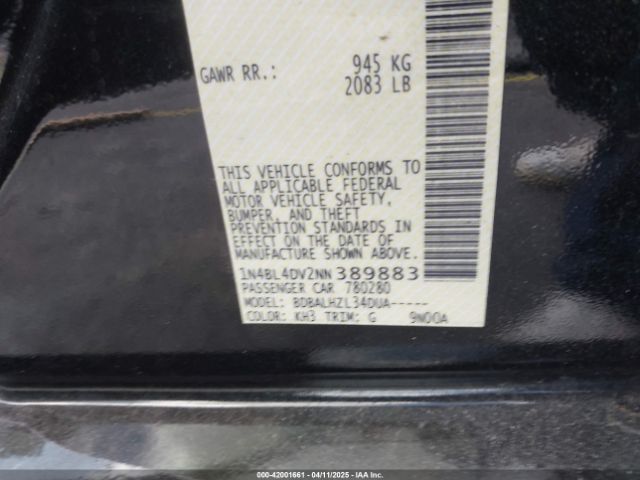 GAWR RR.: 945 KG
2083 LB
THIS VEHICLE CONFORMS TO
ALL APPLICABLE FEDERAL
MOTOR VEHICLE SAFETY,
BUMPER, AND THEFT
PREVENTION STANDARDS IN
EFFECT ON THE DATE OF
MANUFACTURE SHOWN ABOVE.
1N4BL4DV2NN389883
PASSENGER CAR 780280
MODEL: BDBALHZL34DUA-----
COLOR: KH3 TRIM: G 9N00A
000-42001661 - 04/11/2025 - IAAI.COM